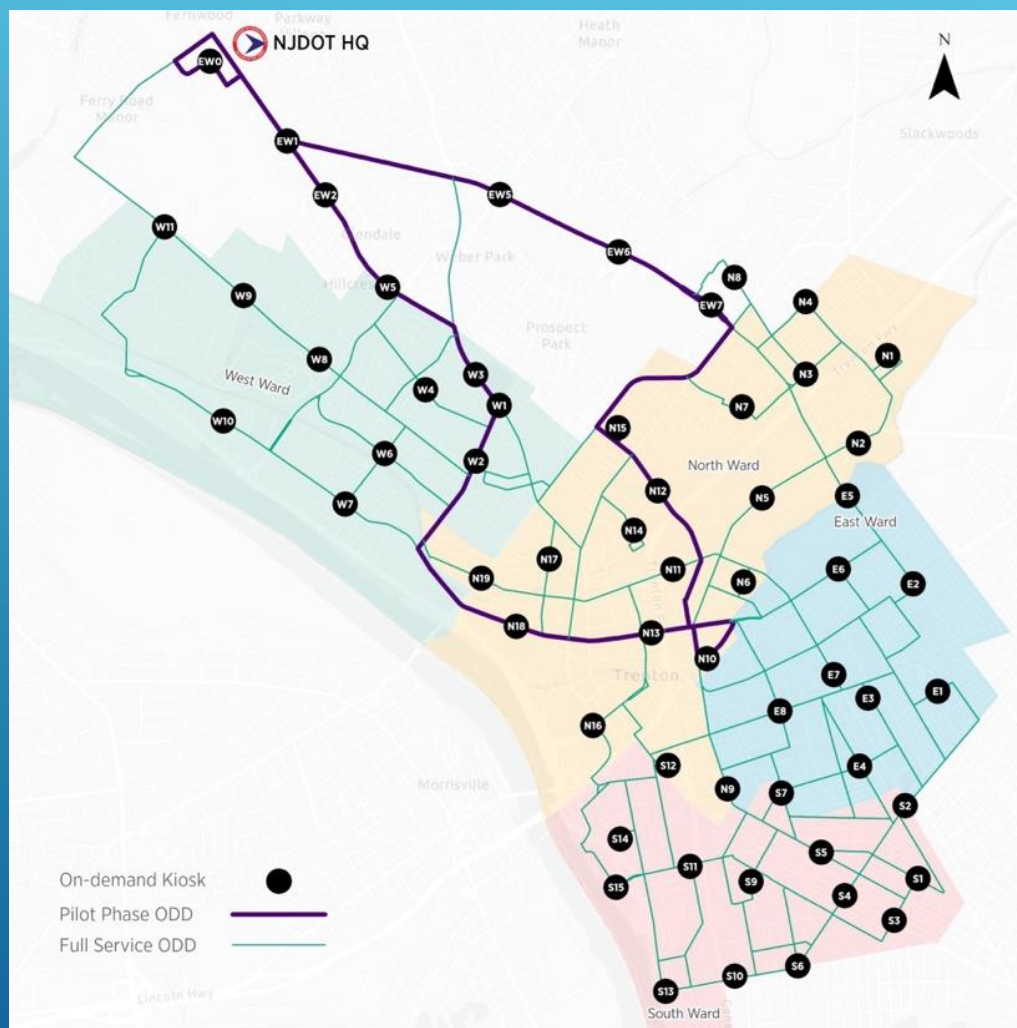 Fernwood
Parkway
Heath
Manor
NJDOT HQ
N
EW0
Ferry Road
Manor
Slackwoods
EW1
EW2
EW5
W11
Glendale
EW6
Weber Park
N8
W5
Hillcrest
W9
EW7
N4
Prospect
Park
W8
N1
W3
N3
West Ward
W4
W1
N7
W10
N15
N2
W6
W2
North Ward
N12
N5
E5
W7
East Ward
N14
N17
N11
E6
N19
N6
E2
N18
N13
N10
Trenton
E7
E1
E3
E8
N16
S12
E4
Morrisville
N9
S7
S2
S14
S5
S11
S1
On-demand Kiosk
S15
S9
S4
Pilot Phase ODD
S3
Full Service ODD
S6
S10
S13
Lincoln Hwy
South Ward